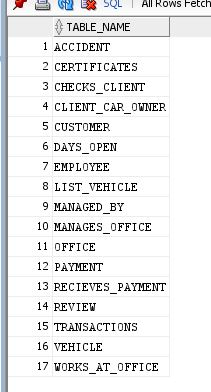 SQL | All Rows Fetch
TABLE_NAME
1 ACCIDENT
2 CERTIFICATES
3 CHECKS_CLIENT
4 CLIENT_CAR_OWNER
5 CUSTOMER
6 DAYS_OPEN
7 EMPLOYEE
8 LIST_VEHICLE
9 MANAGED_BY
10 MANAGES_OFFICE
11 OFFICE
12 PAYMENT
13 RECIEVES_PAYMENT
14 REVIEW
15 TRANSACTIONS
16 VEHICLE
17 WORKS_AT_OFFICE